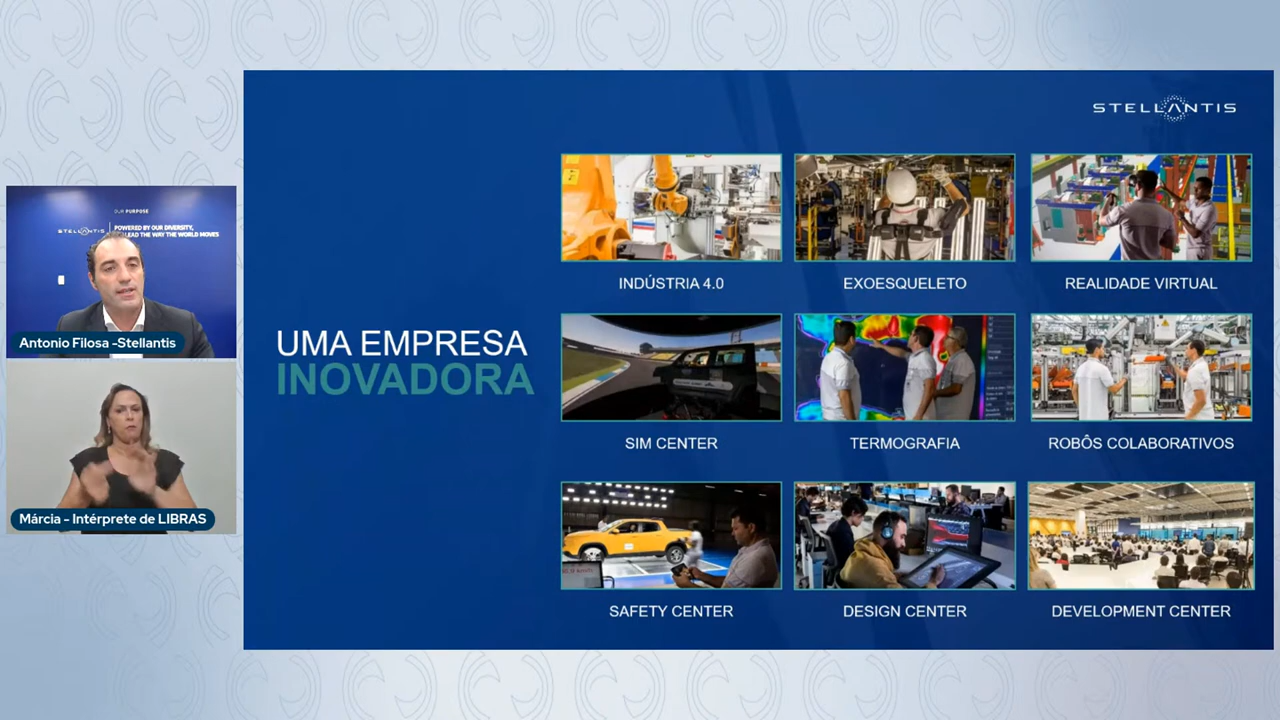 STELLANTIS
OUR PURPOSE
STELLANTIS
POWERED BY OUR DIVERSITY,
LEAD THE WAY THE WORLD MOVES
Antonio Filosa -Stellantis
Márcia - Intérprete de LIBRAS
UMA EMPRESA
INOVADORA
INDÚSTRIA 4.0
EXOESQUELETO
REALIDADE VIRTUAL
SIM CENTER
TERMOGRAFIA
ROBÔS COLABORATIVOS
SAFETY CENTER
DESIGN CENTER
DEVELOPMENT CENTER